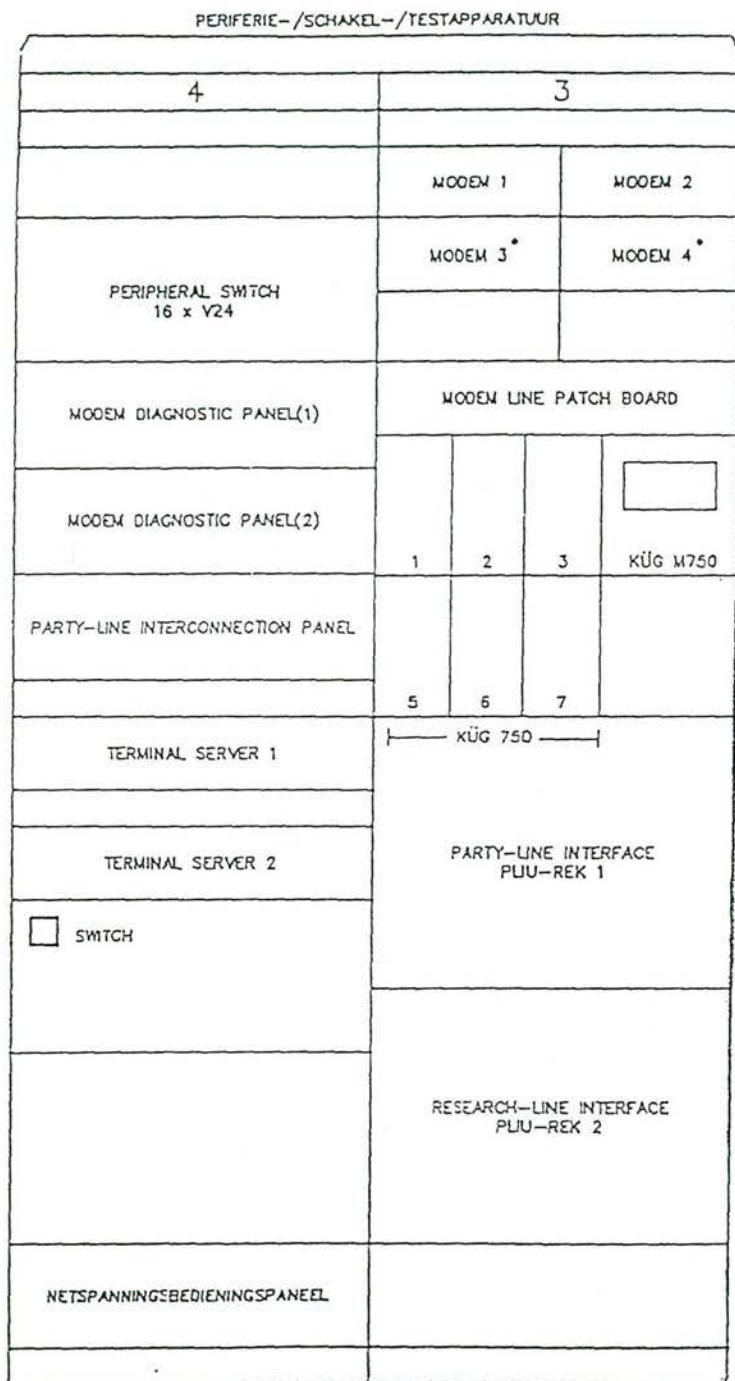 PERIFERIE-/SCHAKEL-/TESTAPPARATUUR
4
3
MODEM 1
MODEM 2
MODEM 3*
MODEM 4*
PERIPHERAL SWITCH
16 x V24
MODEM LINE PATCH BOARD
MODEM DIAGNOSTIC PANEL(1)
MODEM DIAGNOSTIC PANEL(2)
1
2
3
KÜG M750
PARTY-LINE INTERCONNECTION PANEL
5
6
7
KÜG 750
TERMINAL SERVER 1
TERMINAL SERVER 2
PARTY-LINE INTERFACE
PLIU-REK 1
SWITCH
RESEARCH-LINE INTERFACE
PLIU-REK 2
NETSPANNINGSBEDIENINGSPANEEL